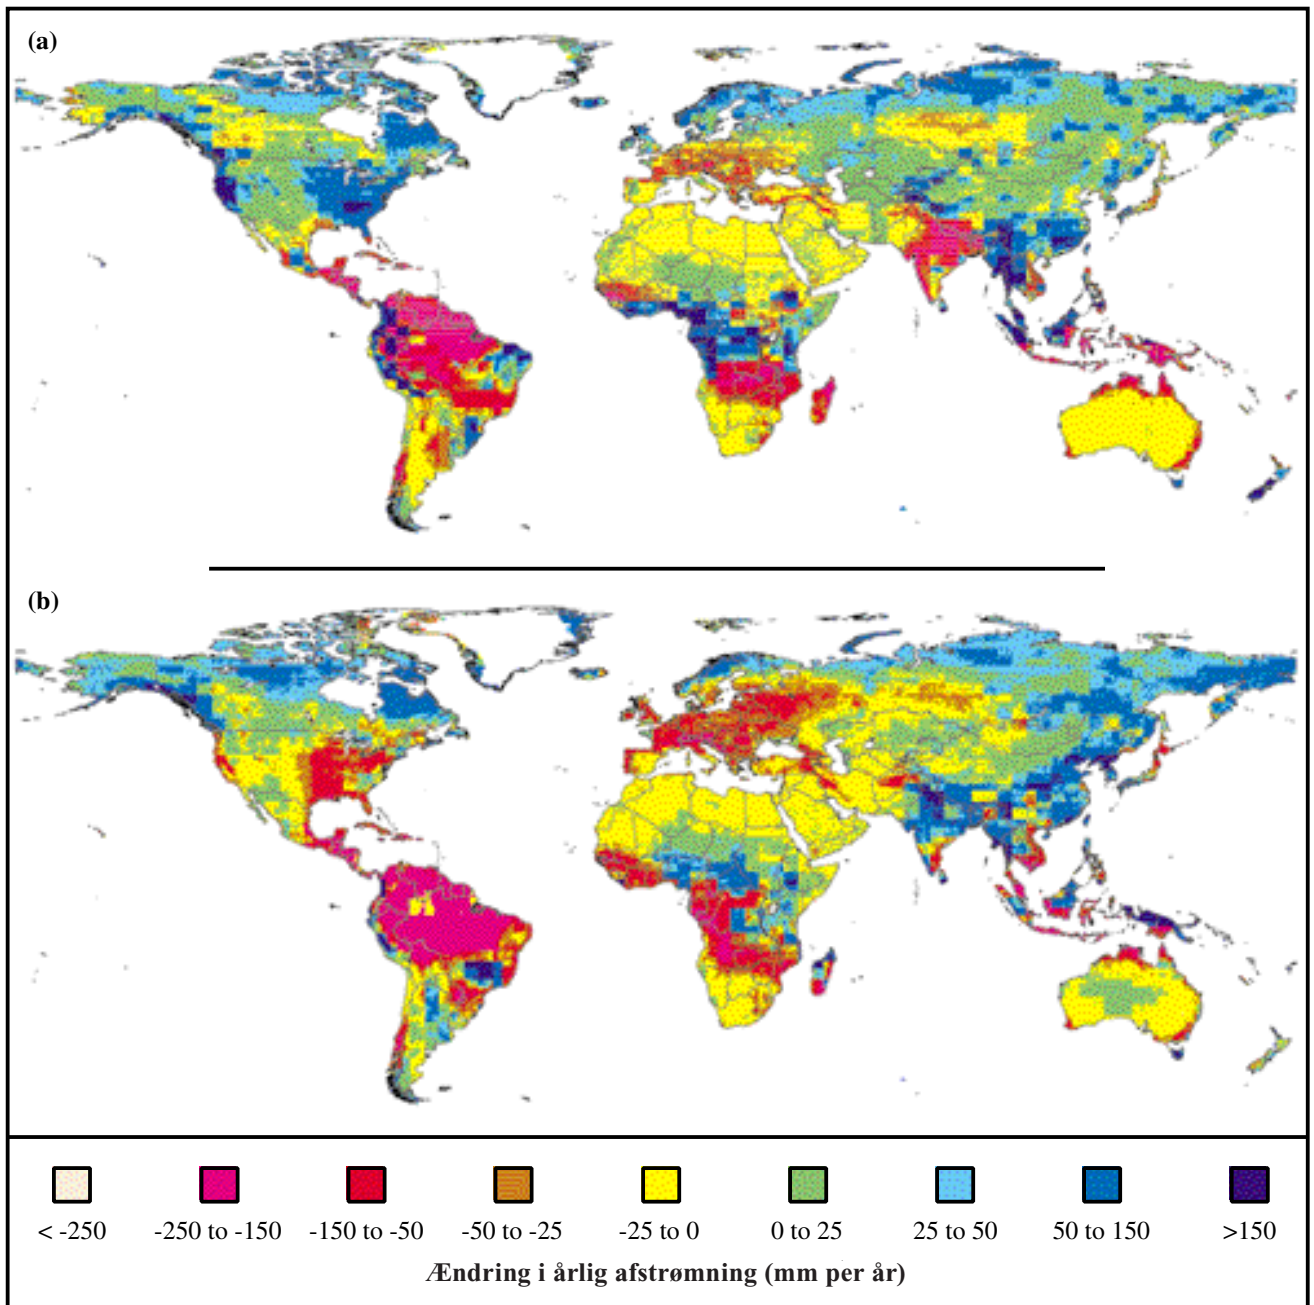 (a)
(b)
< -250 -250 to -150 -150 to -50 -50 to -25 -25 to 0 0 to 25 25 to 50 50 to 150 >150
Ændring i årlig afstrømning (mm per år)